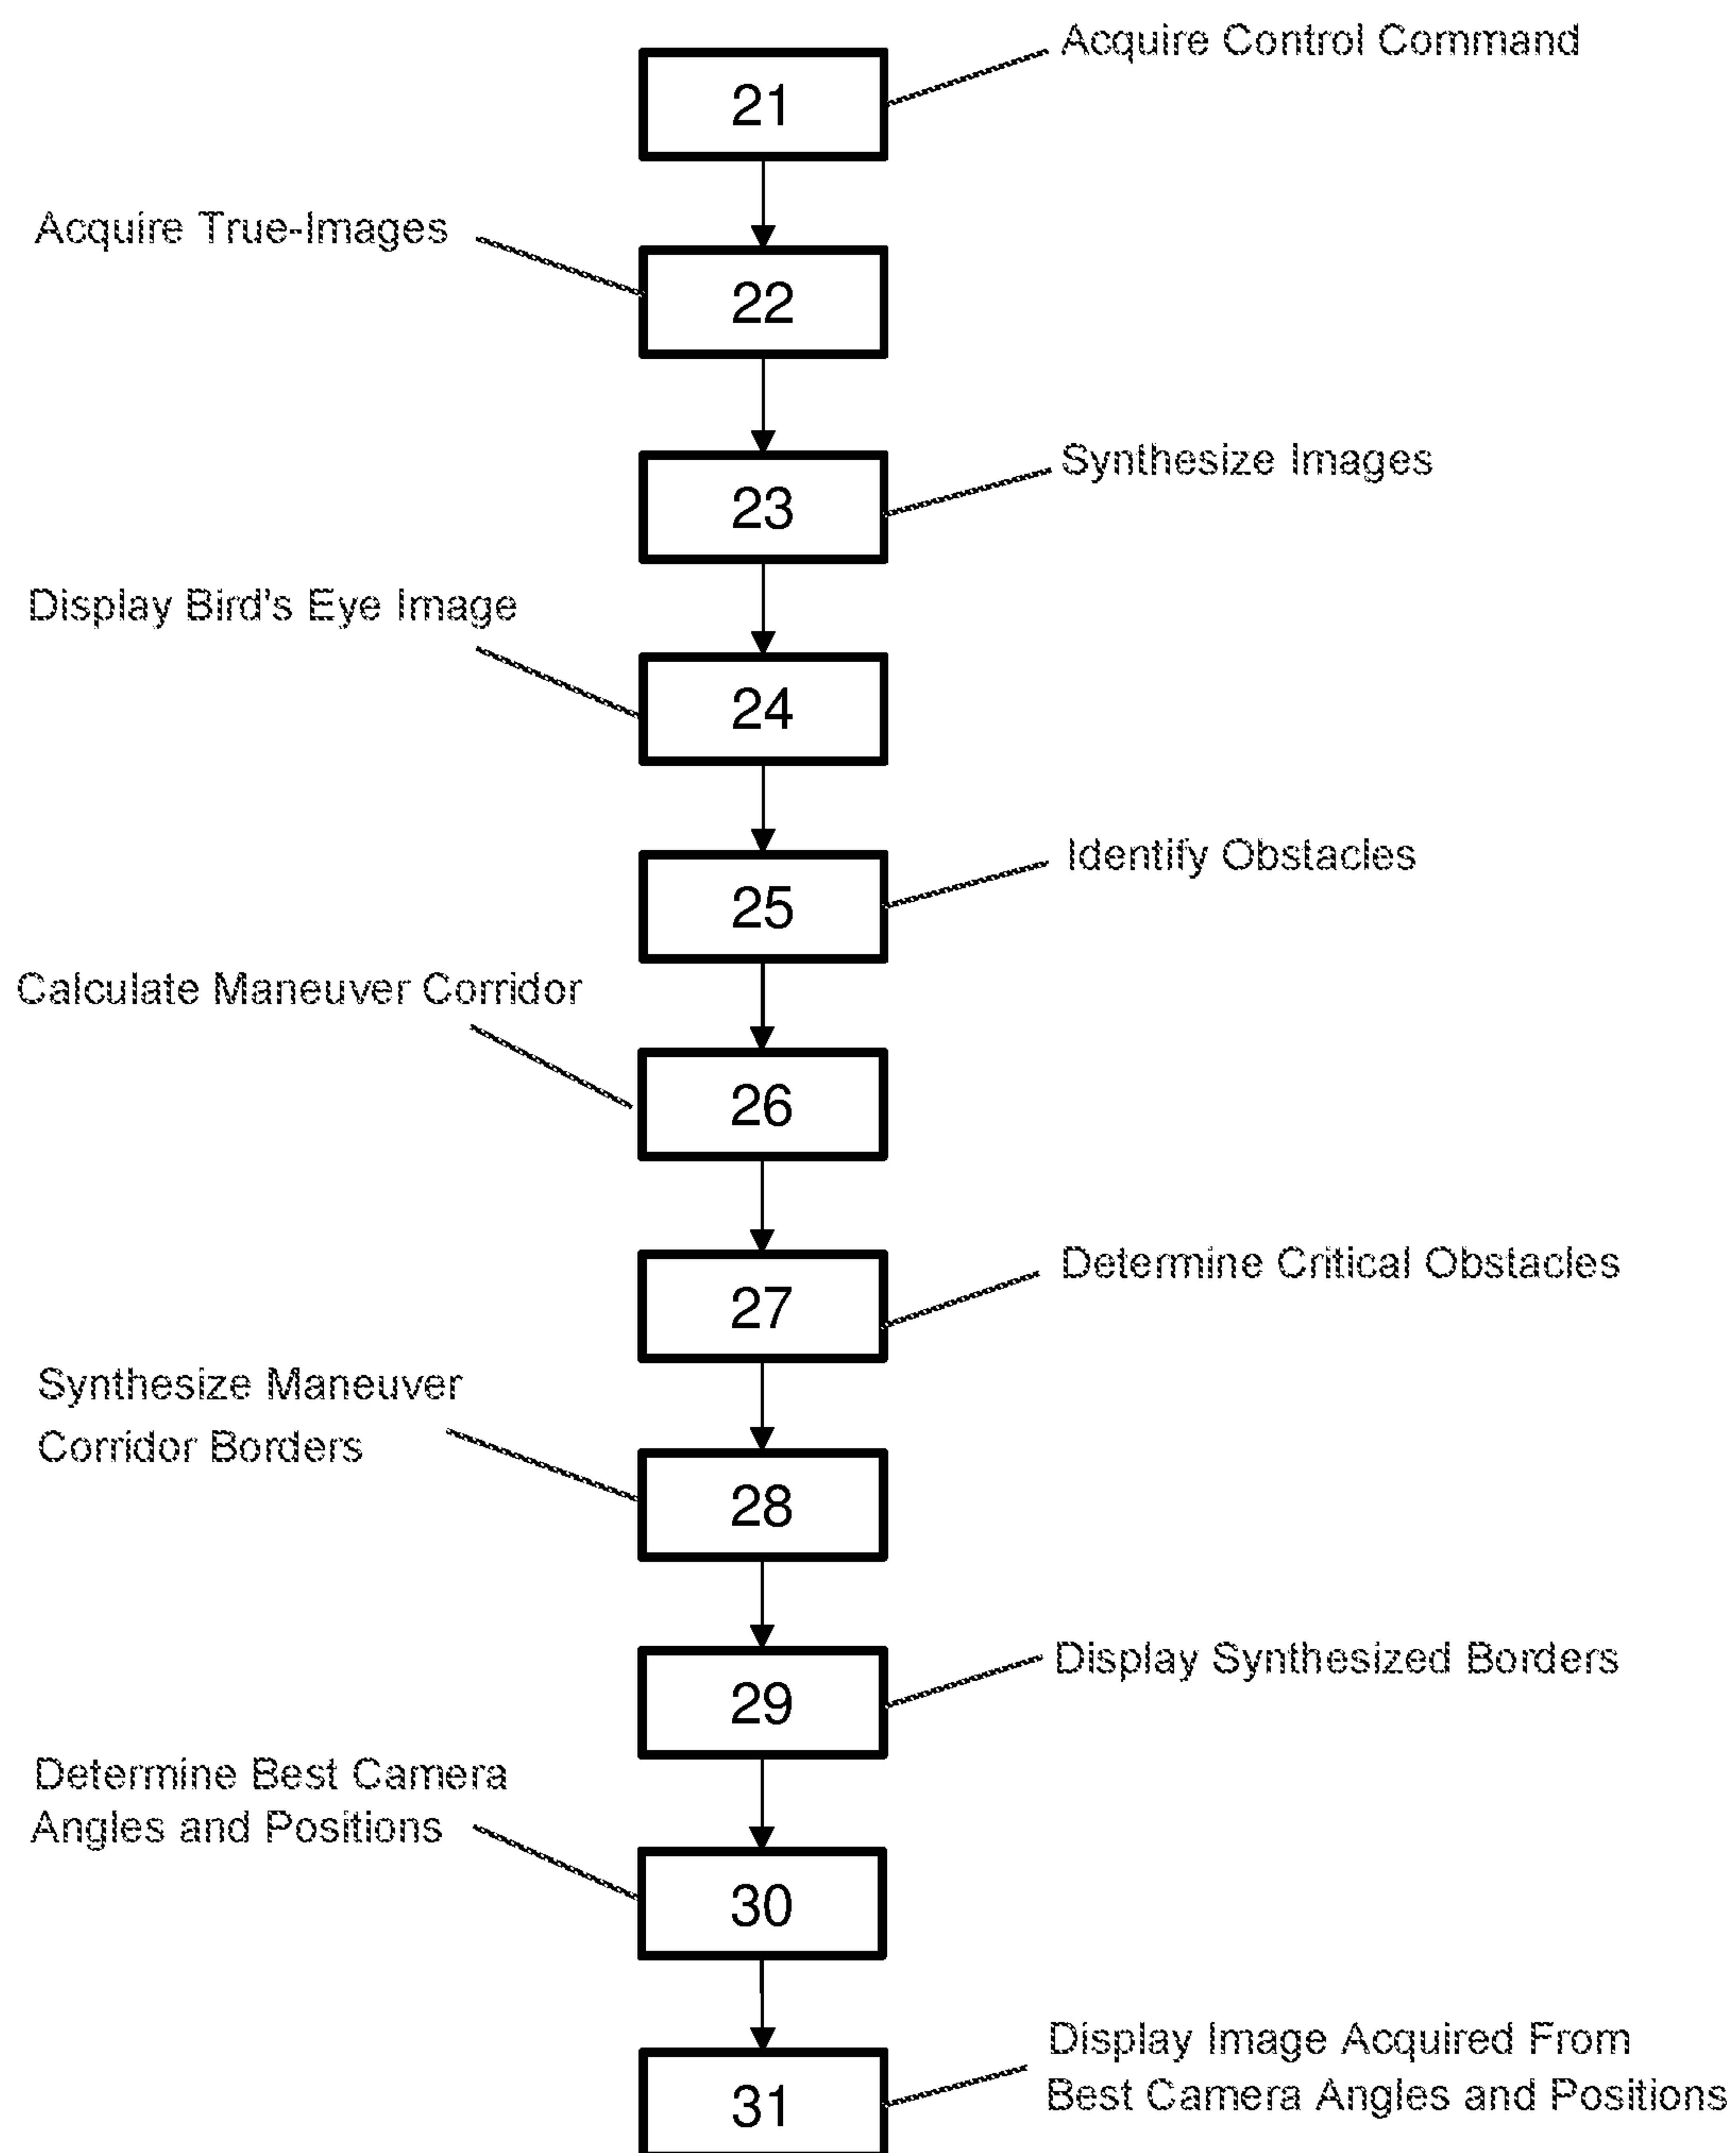 Acquire Control Command
21
Acquire True-Images
22
Synthesize Images
23
Display Bird's Eye Image
24
Identify Obstacles
25
Calculate Maneuver Corridor
26
Determine Critical Obstacles
27
Synthesize Maneuver
Corridor Borders
28
Display Synthesized Borders
29
Determine Best Camera
Angles and Positions
30
Display Image Acquired From
Best Camera Angles and Positions
31